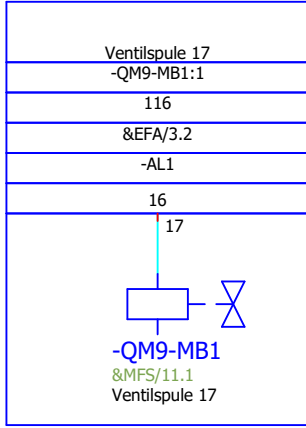 Ventilspule 17
-QM9-MB1:1
116
&EFA/3.2
-AL1
16
17
-QM9-MB1
&MFS/11.1
Ventilspule 17